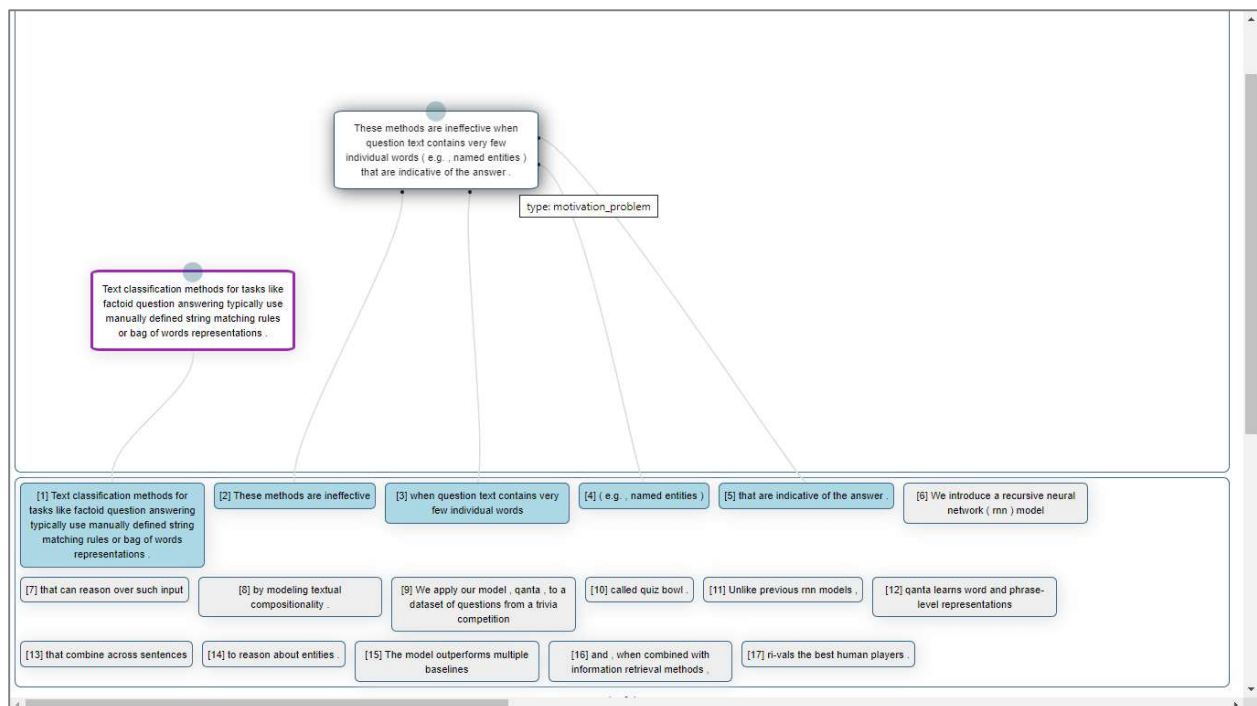 These methods are ineffective when
question text contains very few
individual words ( e.g. , named entities )
that are indicative of the answer .
type: motivation_problem
Text classification methods for tasks like
factoid question answering typically use
manually defined string matching rules
or bag of words representations .
[1] Text classification methods for
tasks like factoid question answering
typically use manually defined string
matching rules or bag of words
representations .
[2] These methods are ineffective
[3] when question text contains very
few individual words
[4] ( e.g. , named entities )
[5] that are indicative of the answer .
[6] We introduce a recursive neural
network ( rnn ) model
[7] that can reason over such input
[8] by modeling textual
compositionality .
[9] We apply our model , qanta , to a
dataset of questions from a trivia
competition
[10] called quiz bowl .
[11] Unlike previous rnn models ,
[12] qanta learns word and phrase-
level representations
[13] that combine across sentences
[14] to reason about entities .
[15] The model outperforms multiple
baselines
[16] and , when combined with
information retrieval methods ,
[17] ri-vals the best human players .